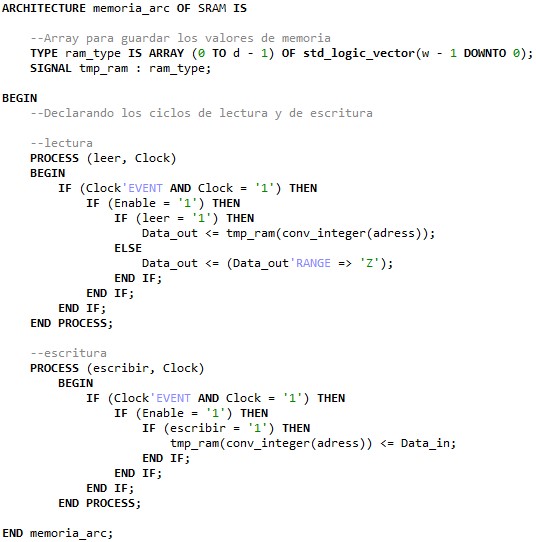 ARCHITECTURE memoria_arc OF SRAM IS
--Array para guardar los valores de memoria
TYPE ram_type IS ARRAY (0 TO d - 1) OF std_logic_vector(w - 1 DOWNTO 0);
SIGNAL tmp_ram : ram_type;
BEGIN
--Declarando los ciclos de lectura y de escritura
--lectura
PROCESS (leer, Clock)
BEGIN
IF (Clock'EVENT AND Clock = '1') THEN
IF (Enable = '1') THEN
IF (leer = '1') THEN
Data_out <= tmp_ram(conv_integer(adress));
ELSE
Data_out <= (Data_out'RANGE => 'Z');
END IF;
END IF;
END IF;
END PROCESS;
--escritura
PROCESS (escribir, Clock)
BEGIN
IF (Clock'EVENT AND Clock = '1') THEN
IF (Enable = '1') THEN
IF (escribir = '1') THEN
tmp_ram(conv_integer(adress)) <= Data_in;
END IF;
END IF;
END IF;
END PROCESS;
END memoria_arc;